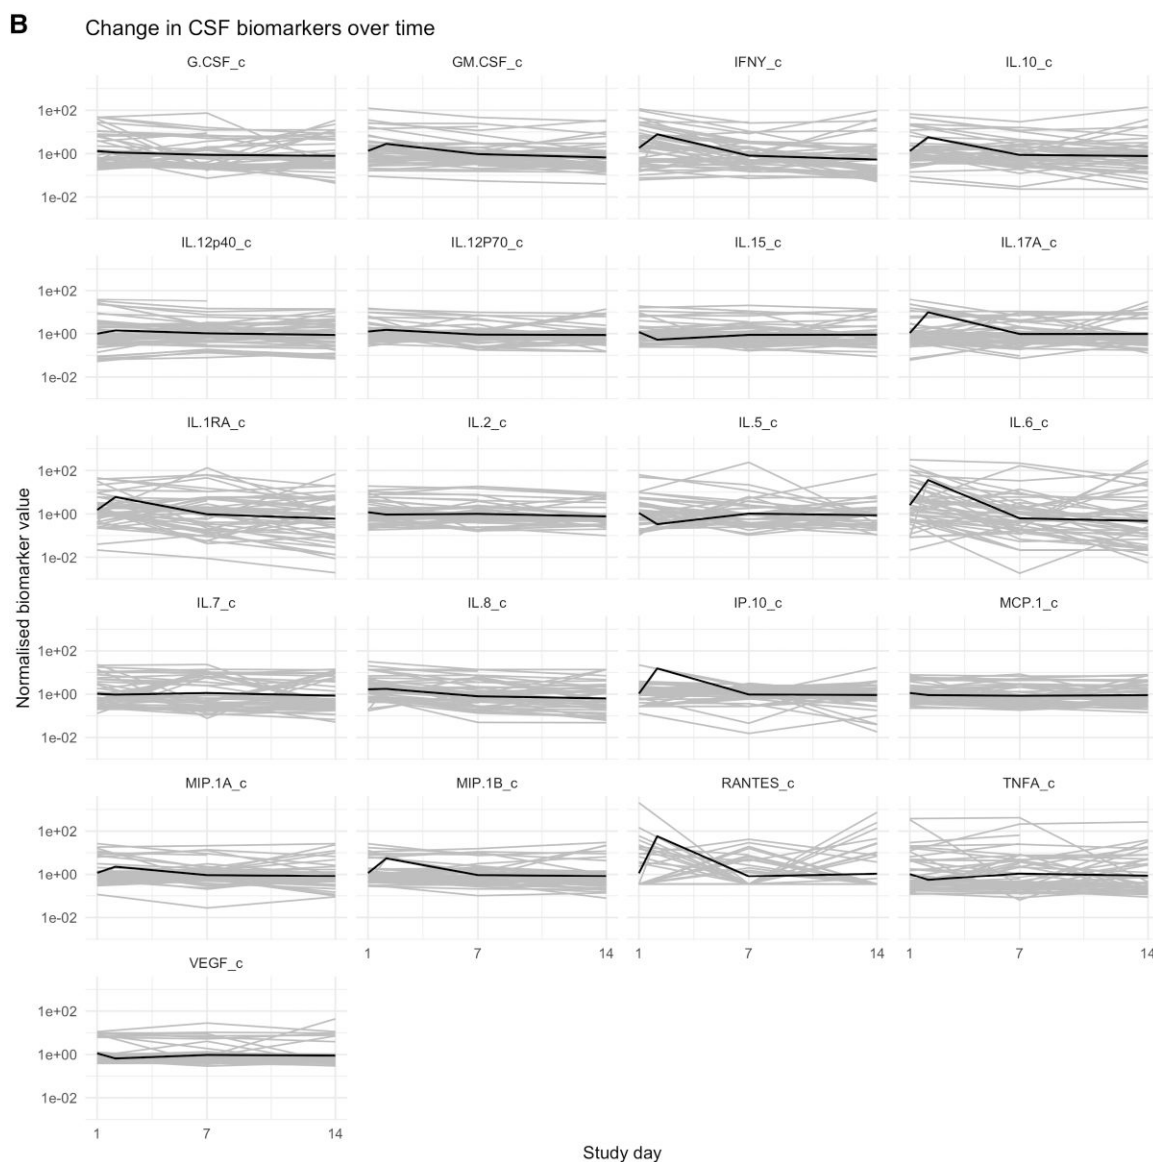 B Change in CSF biomarkers over time
G.CSF_c GM.CSF_c IFNY_c IL.10_c
1e+02
1e+00
1e-02
IL.12p40_c IL.12P70_c IL.15_c IL.17A_c
1e+02
1e+00
1e-02
IL.1RA_c IL.2_c IL.5_c IL.6_c
1e+02
1e+00
1e-02
Normalised biomarker value
IL.7_c IL.8_c IP.10_c MCP.1_c
1e+02
1e+00
1e-02
MIP.1A_c MIP.1B_c RANTES_c TNFA_c
1e+02
1e+00
1e-02
1 7 14 1 7 14 1 7 14
VEGF_c
1e+02
1e+00
1e-02
1 7 14
Study day